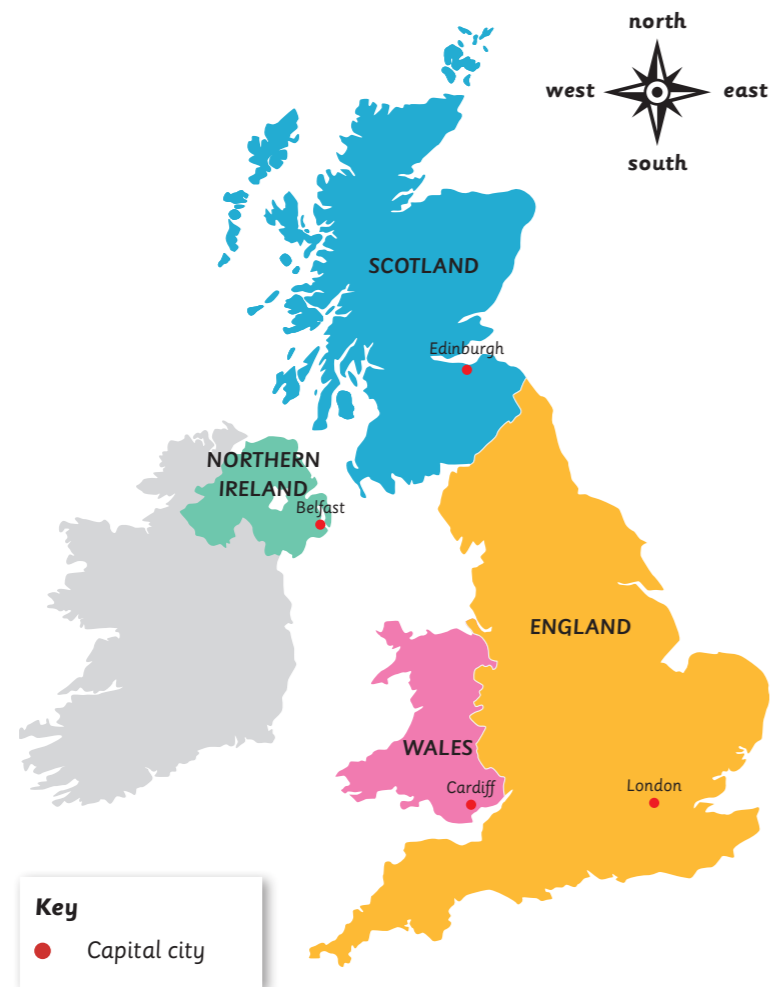 north
west east
south
SCOTLAND
Edinburgh
NORTHERN
IRELAND
Belfast
ENGLAND
WALES
Cardiff
London
Key
Capital city